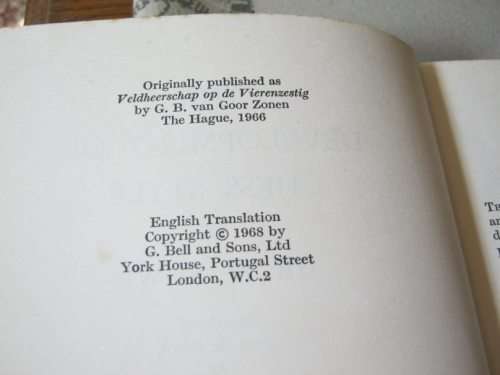 Originally published as
Veldheerschap op de Vierenzestig
by G. B. van Goor Zonen
The Hague, 1966
English Translation
Copyright © 1968 by
G. Bell and Sons, Ltd
York House, Portugal Street
London, W.C.2